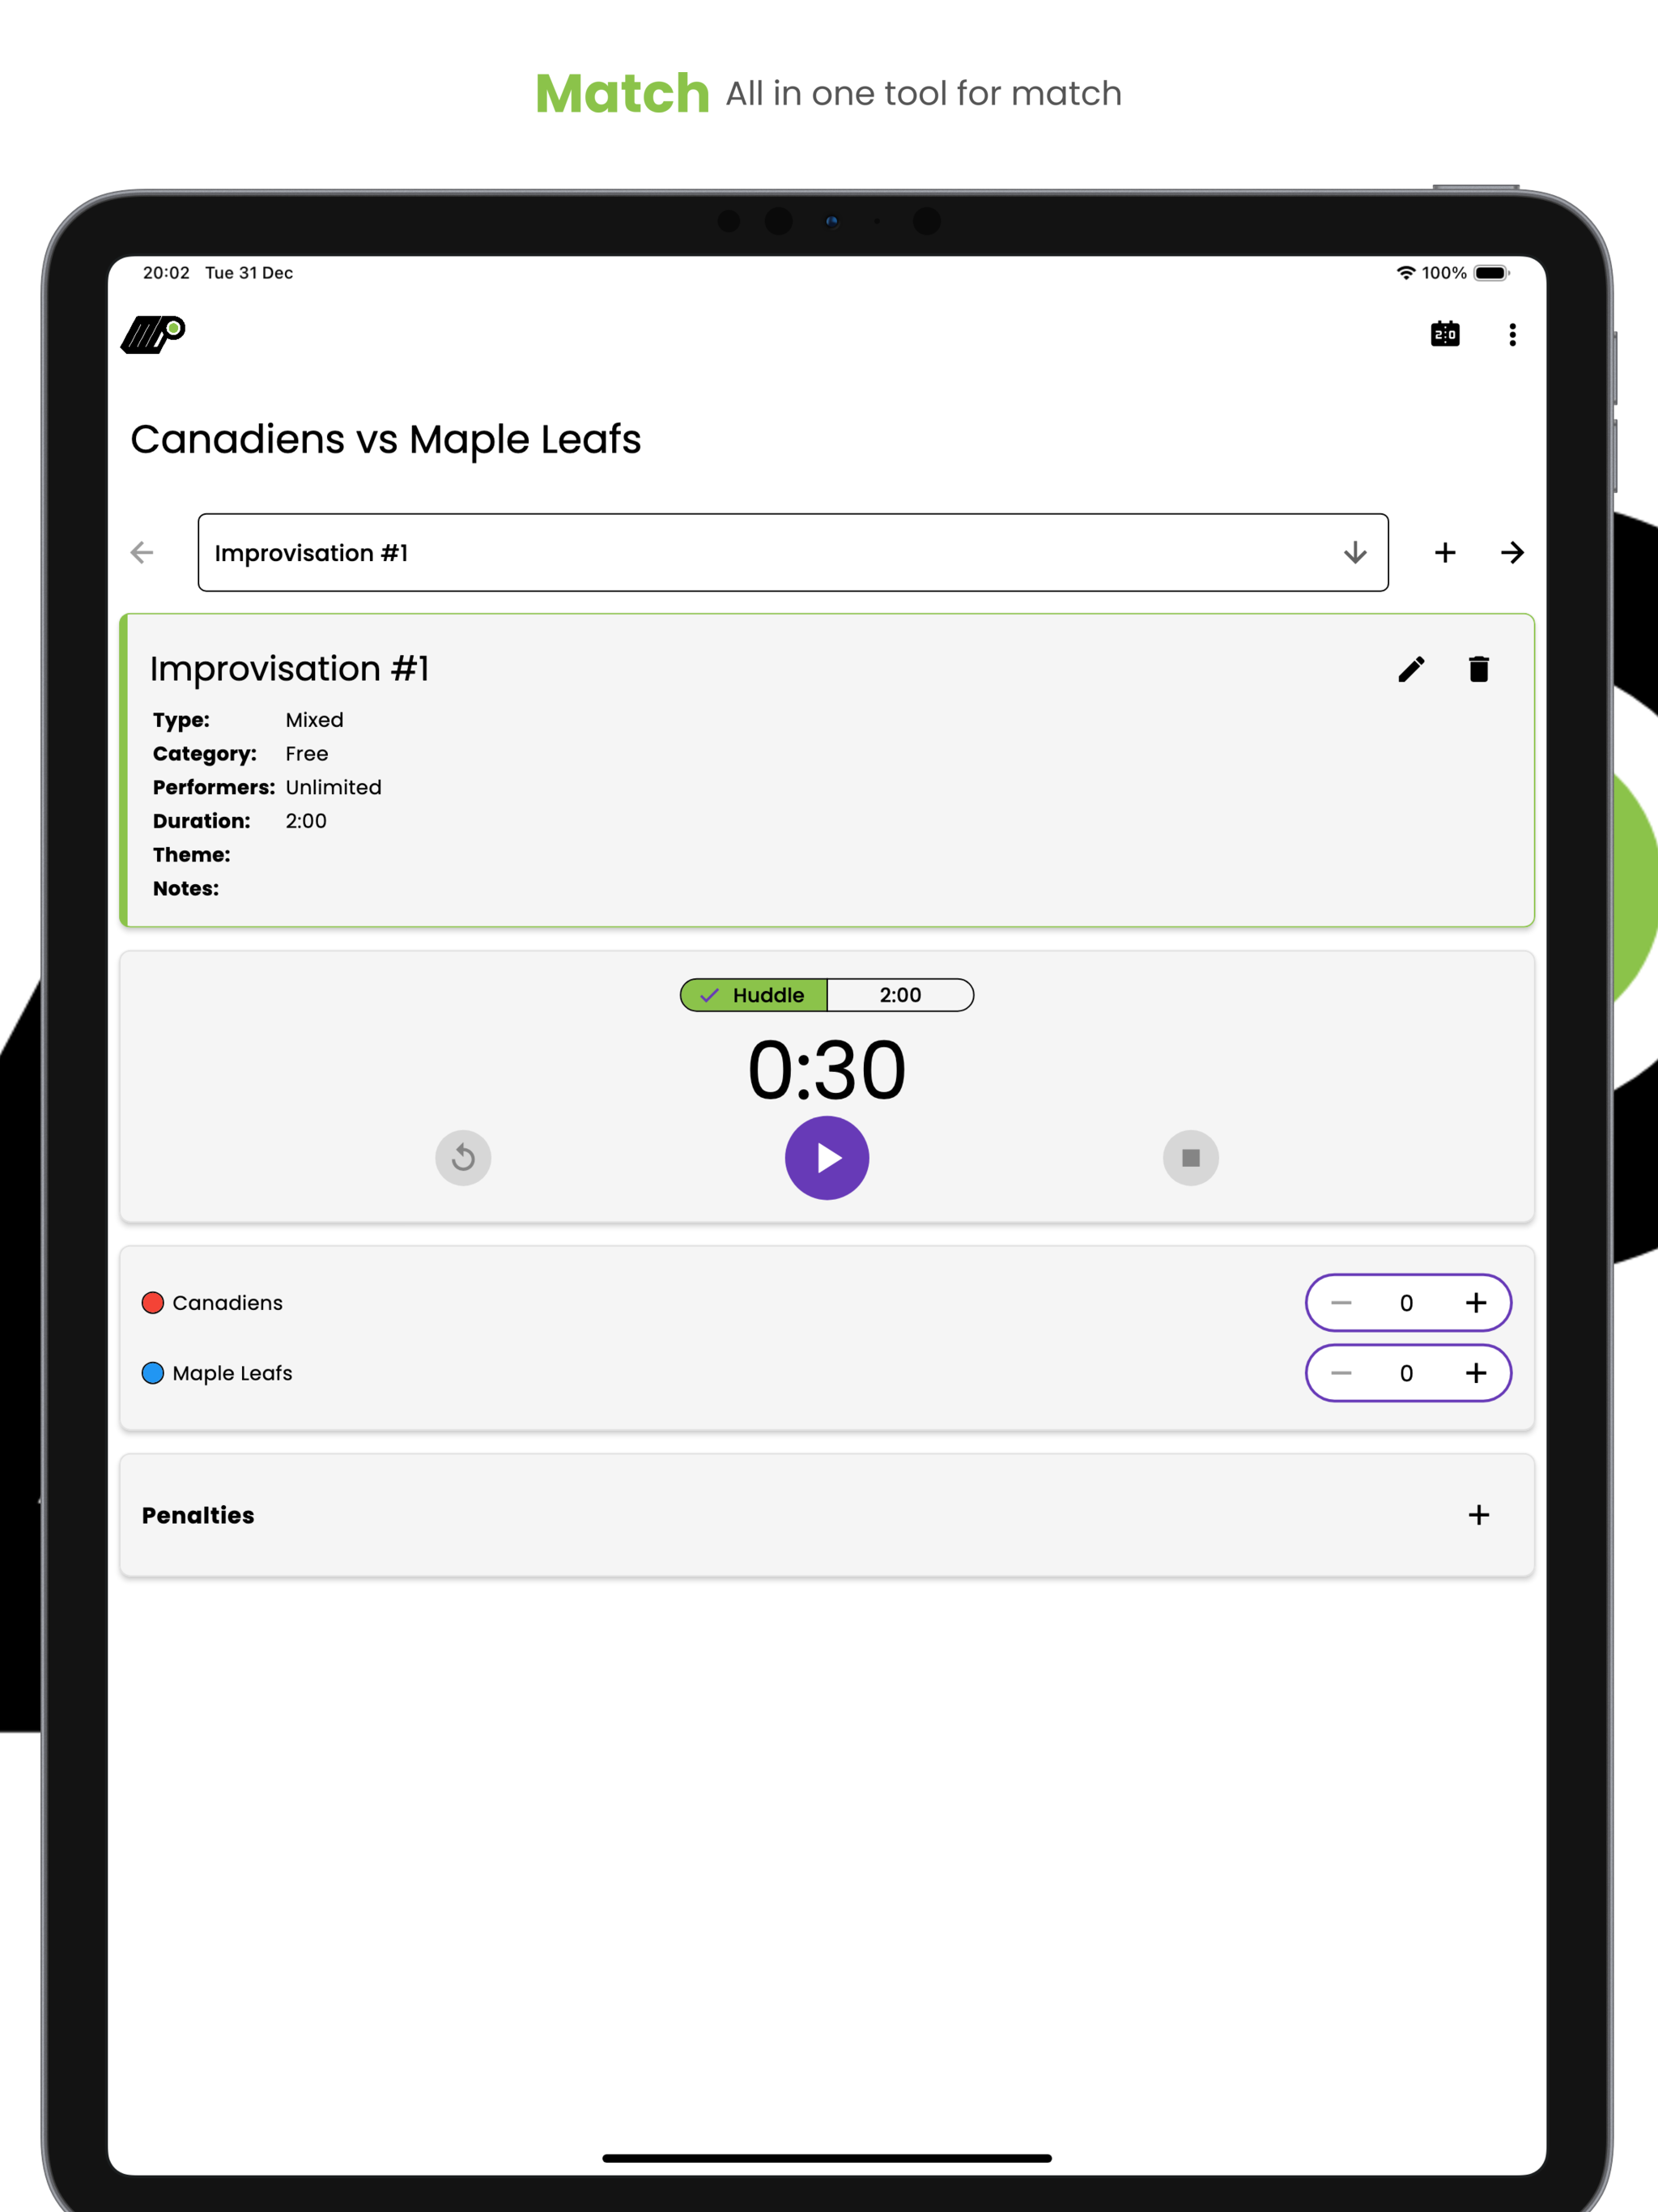 Match All in one tool for match
20:02 Tue 31 Dec 100%
2:0
Canadiens vs Maple Leafs
Improvisation #1
Improvisation #1
Type: Mixed
Category: Free
Performers: Unlimited
Duration: 2:00
Theme:
Notes:
Huddle 2:00
0:30
Canadiens 0
Maple Leafs 0
Penalties